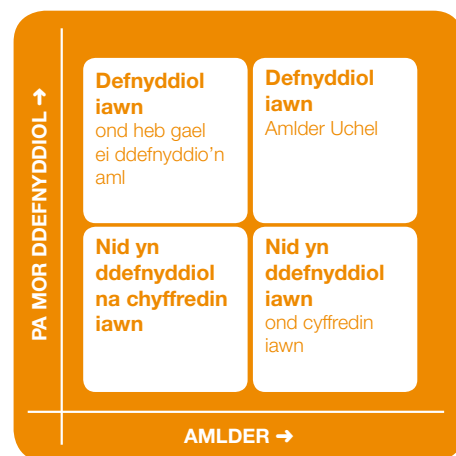 PA MOR DDEFNYDDIOL →
Defnyddiol
iawn
ond heb gael
ei ddefnyddio’n
aml
Defnyddiol
iawn
Amlder Uchel
Nid yn
ddefnyddiol
na chyffredin
iawn
Nid yn
ddefnyddiol
iawn
ond cyffredin
iawn
AMLDER →